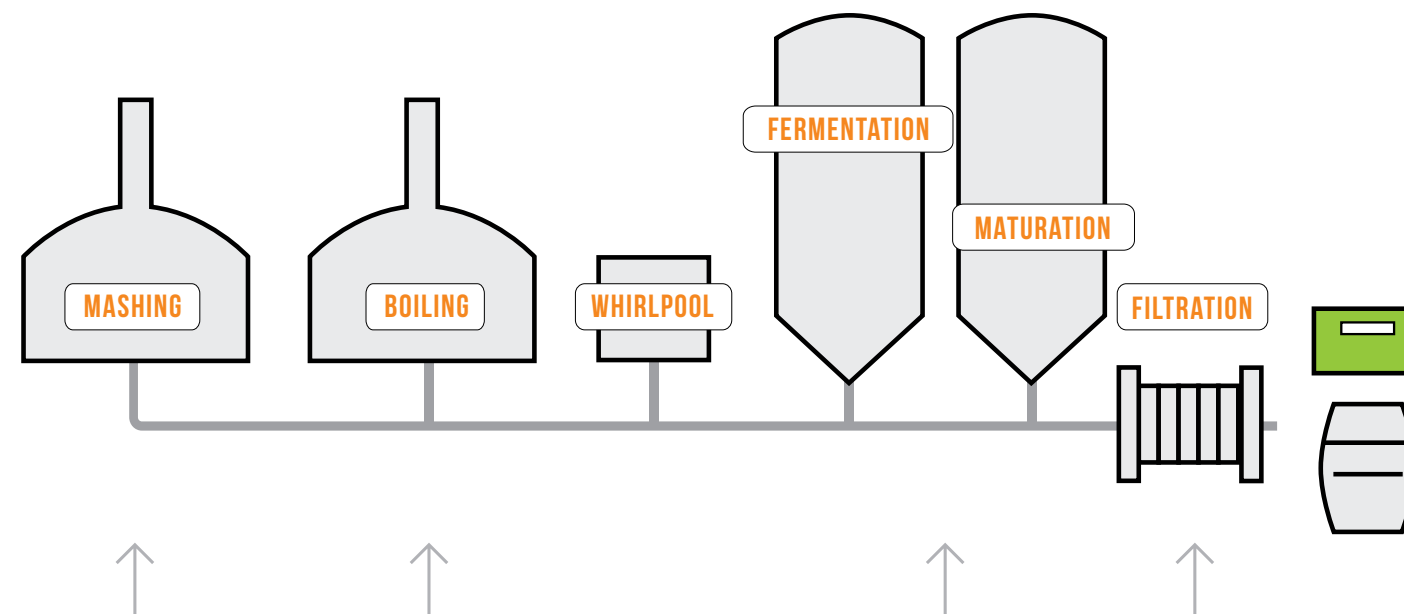 MASHING
BOILING
WHIRLPOOL
FERMENTATION
MATURATION
FILTRATION